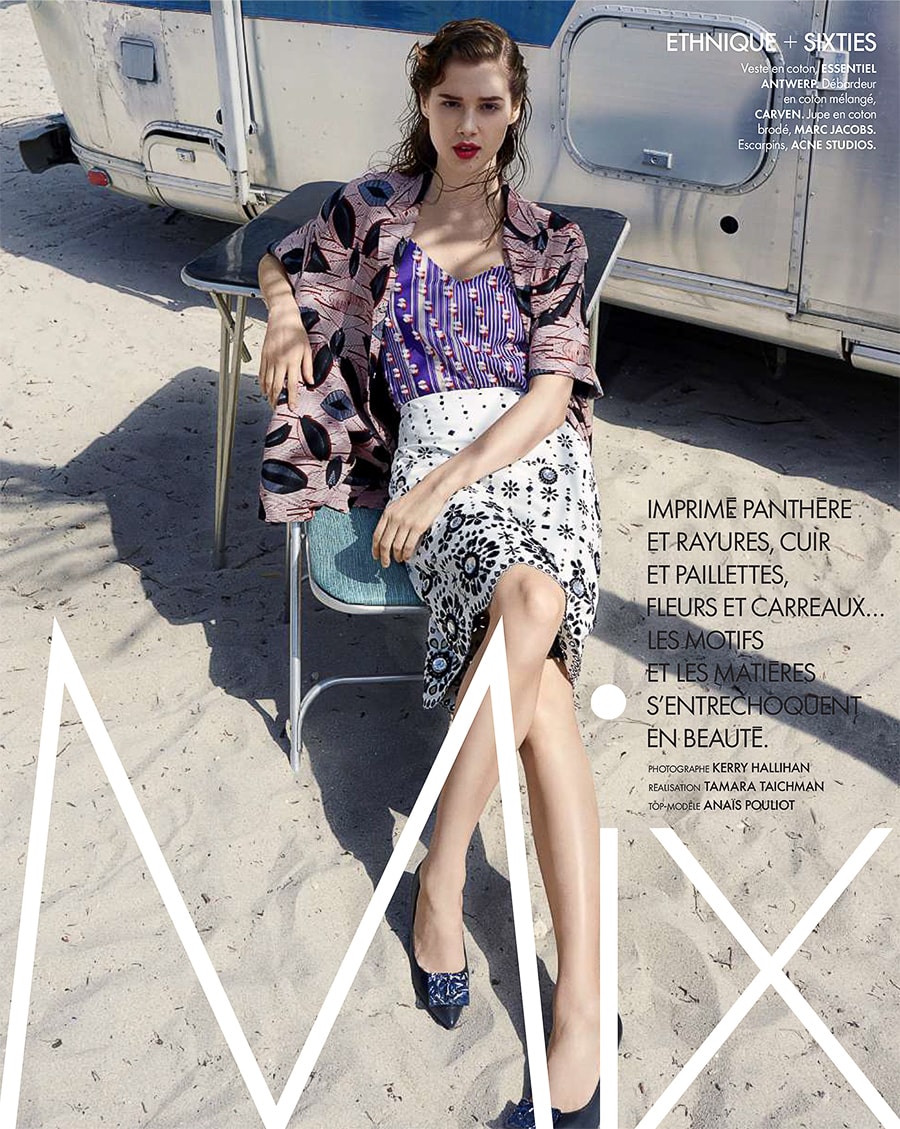 ETHNIQUE + SIXTIES
Veste en coton, ESSENTIEL
ANTWERP. Débardeur
en coton mélangé,
CARVEN. Jupe en coton
brodé, MARC JACOBS.
Escarpins, ACNE STUDIOS.
IMPRIMÉ PANTHÈRE
ET RAYURES, CUIR
ET PAILLETTES,
FLEURS ET CARREAUX...
LES MOTIFS
ET LES MATIÈRES
S'ENTRECHOQUENT
EN BEAUTÉ.
PHOTOGRAPHE KERRY HALLIHAN
RÉALISATION TAMARA TAICHMAN
TOP-MODÈLE ANAÏS POULIOT
Mix